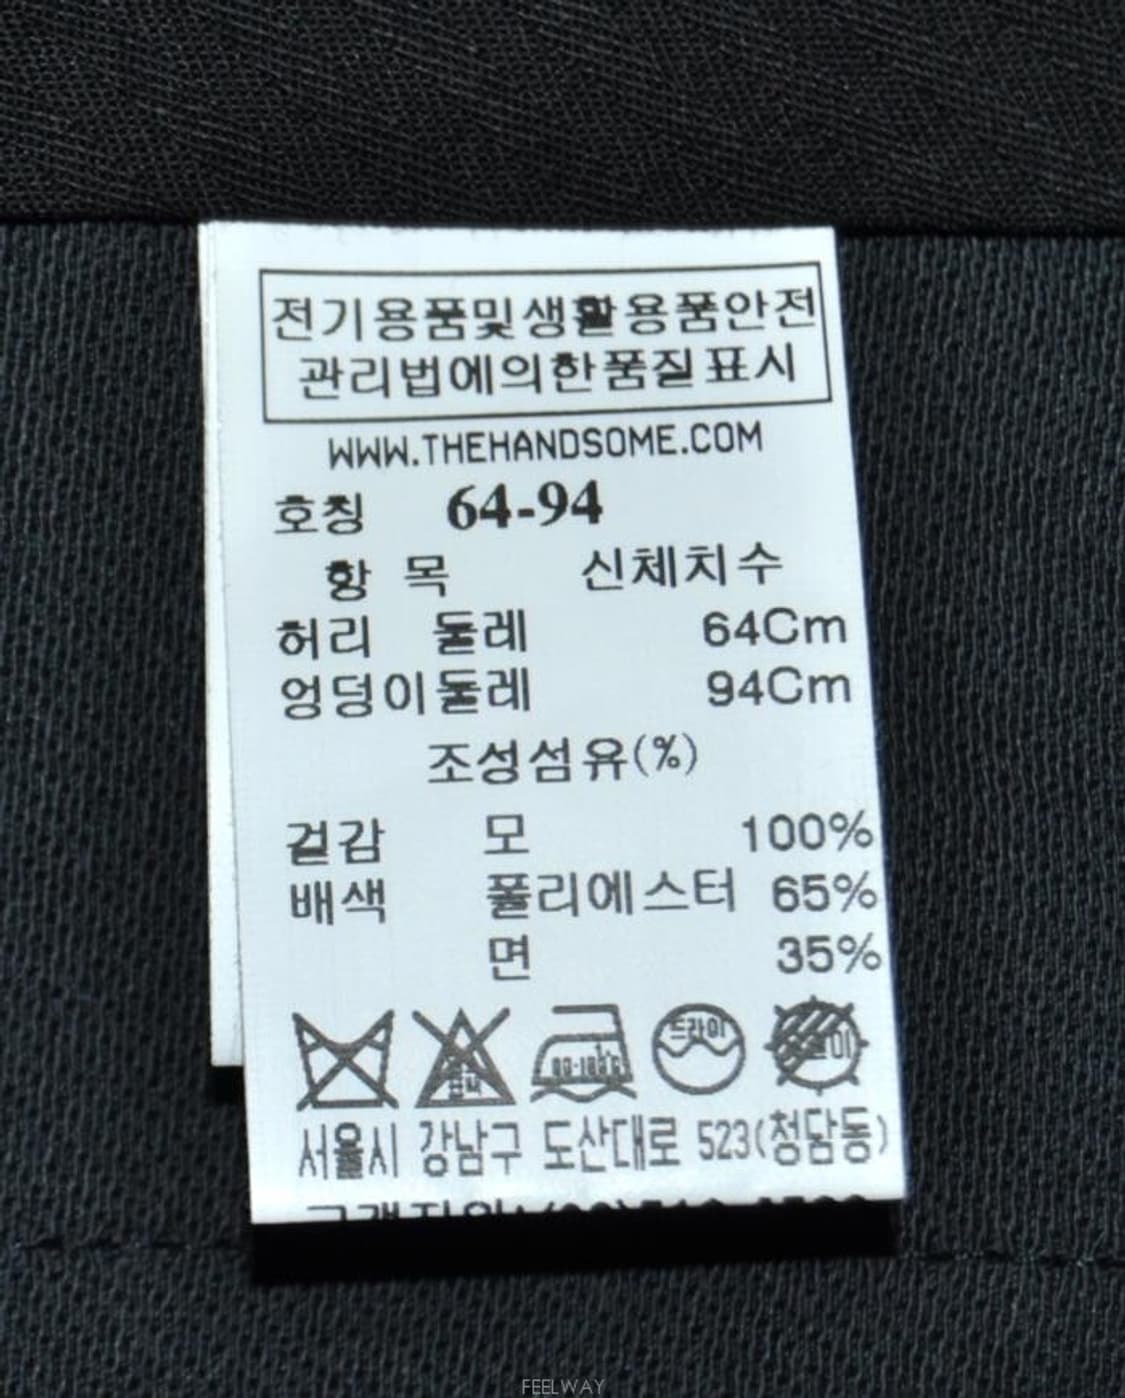 전기용품및생활용품안전
관리법에의한품질표시
WWW.THEHANDSOME.COM
호칭 64-94
항 목 신체치수
허리 둘레 64Cm
엉덩이둘레 94Cm
조성섬유(%)
겉감 모 100%
배색 폴리에스터 65%
면 35%
드라이
서울시 강남구 도산대로 523(청담동)
FEELWAY